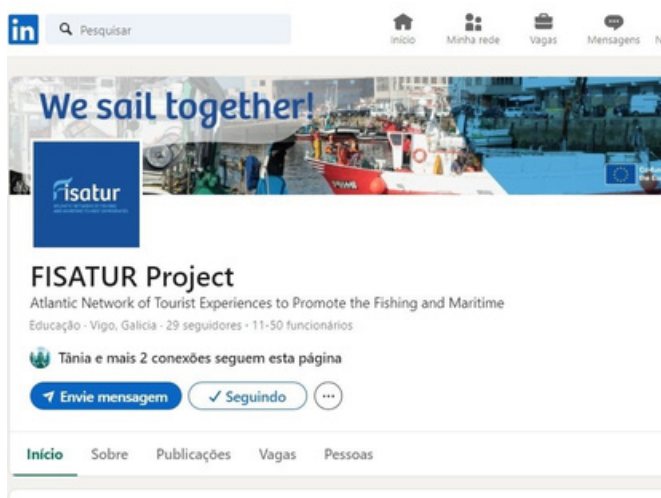 in
Pesquisar
Início
Minha rede
Vagas
Mensagens
We sail together!
Fisatur
FISATUR Project
Atlantic Network of Tourist Experiences to Promote the Fishing and Maritime
Educação · Vigo, Galicia · 29 seguidores · 11-50 funcionários
Tânia e mais 2 conexões seguem esta página
Envie mensagem
Seguindo
Início
Sobre
Publicações
Vagas
Pessoas